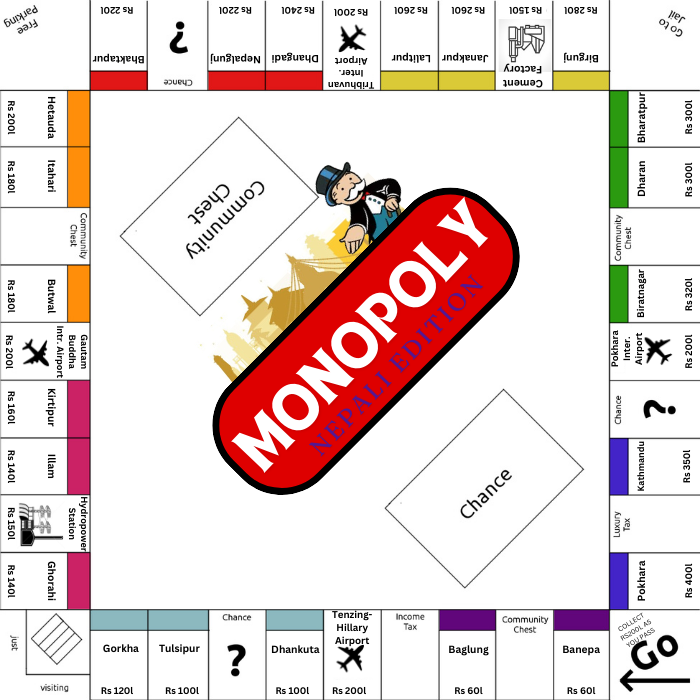 Free
Parking
Rs 220l
Bhaktapur
?
Chance
Rs 220l
Nepalgunj
Rs 240l
Dhangadi
Rs 200l
Tribhuvan
Inter.
Airport
Rs 260l
Lalitpur
Rs 260l
Janakpur
Rs 150l
Cement
Factory
Rs 280l
Birgunj
Go to
Jail
Bharatpur
Rs 300l
Dharan
Rs 300l
Community
Chest
Biratnagar
Rs 320l
Pokhara
Inter.
Airport
Rs 200l
Chance
?
Kathmandu
Rs 350l
Luxury
Tax
Pokhara
Rs 400l
COLLECT
RS200L AS
YOU PASS
Go
Banepa
Rs 60l
Community
Chest
Baglung
Rs 60l
Income
Tax
Tenzing-
Hillary
Airport
Rs 200l
Dhankuta
Rs 100l
Chance
?
Tulsipur
Rs 100l
Gorkha
Rs 120l
just
visiting
Ghorahi
Rs 140l
Hydropower
Station
Rs 150l
Illam
Rs 140l
Kirtipur
Rs 160l
Gautam
Buddha
Intr. Airport
Rs 200l
Butwal
Rs 180l
Community
Chest
Itahari
Rs 180l
Hetauda
Rs 200l
Community
Chest
MONOPOLY
NEPALI EDITION
Chance